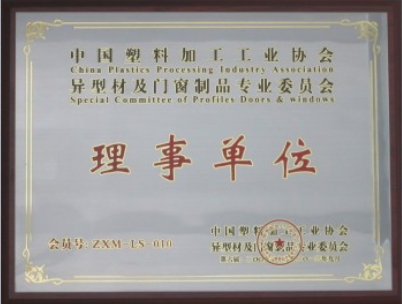 中国塑料加工工业协会
China Plastics Processing Industry Association
异型材及门窗制品专业委员会
Special Committee of Profiles Doors & windows
理事单位
会员号: ZXM-LS-010
中国塑料加工工业协会
异型材及门窗制品专业委员会